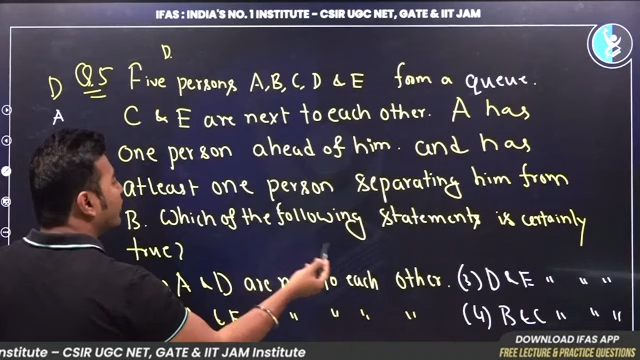 IFAS : INDIA'S NO. 1 INSTITUTE – CSIR UGC NET, GATE & IIT JAM
D.
D Q.5 Five persons A, B, C, D & E form a queue.
A C & E are next to each other. A has
one person ahead of him. and has
atleast one person separating him from
B. Which of the following statements is certainly
true?
A & D are to each other. (3) D & E " " "
& " " " (4) B & C " " "
DOWNLOAD IFAS APP
nstitute – CSIR UGC NET, GATE & IIT JAM Institute
FREE LECTURE & PRACTICE QUESTIONS